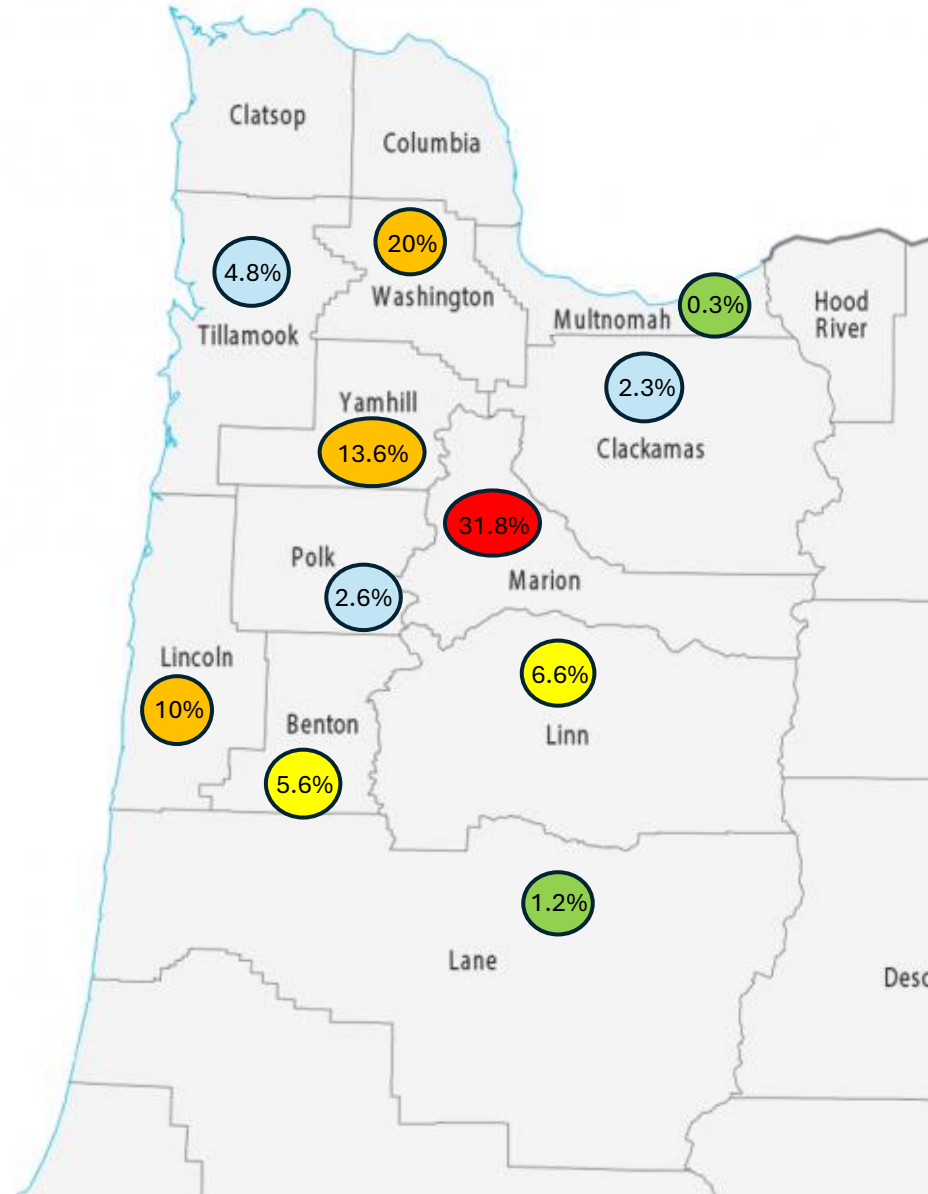 Clatsop
Columbia
20%
4.8%
Washington
0.3%
Hood
River
Multnomah
Tillamook
2.3%
Yamhill
Clackamas
13.6%
31.8%
Polk
Marion
2.6%
Lincoln
6.6%
10%
Benton
Linn
5.6%
1.2%
Lane
Desc